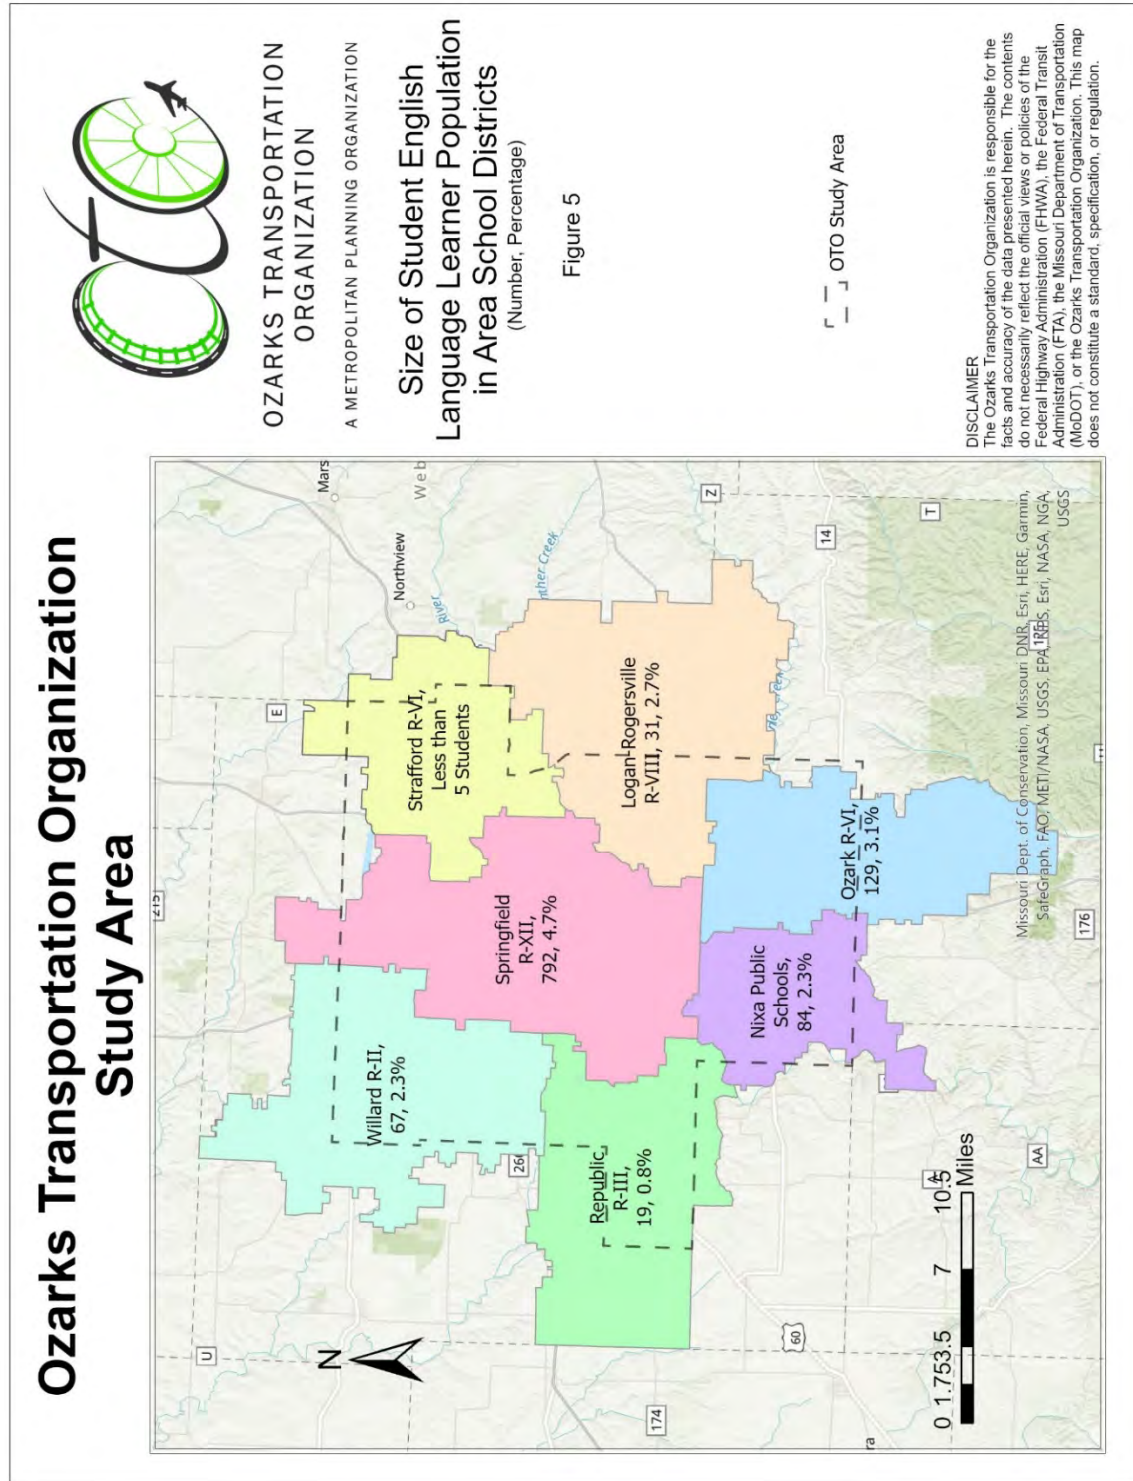 Ozarks Transportation Organization
Study Area
OZARKS TRANSPORTATION
ORGANIZATION
A METROPOLITAN PLANNING ORGANIZATION
Size of Student English
Language Learner Population
in Area School Districts
(Number, Percentage)
Figure 5
OTO Study Area
DISCLAIMER
The Ozarks Transportation Organization is responsible for the
facts and accuracy of the data presented herein. The contents
do not necessarily reflect the official views or policies of the
Federal Highway Administration (FHWA), the Federal Transit
Administration (FTA), the Missouri Department of Transportation
(MoDOT), or the Ozarks Transportation Organization. This map
does not constitute a standard, specification, or regulation.
U
215
E
Mars
Web
Northview
River
ther Creek
N
Willard R-II,
67, 2.3%
Strafford R-VI,
Less than
5 Students
Springfield
R-XII,
792, 4.7%
Logan-Rogersville
R-VIII, 31, 2.7%
Republic
R-III,
19, 0.8%
266
Nixa Public
Schools,
84, 2.3%
Ozark R-VI,
129, 3.1%
Creek
174
60
Z
14
T
125
176
A
AA
H
ra
0 1.75 3.5 7 10.5
Miles
Missouri Dept. of Conservation, Missouri DNR, Esri, HERE, Garmin,
SafeGraph, FAO, METI/NASA, USGS, EPA, NPS, Esri, NASA, NGA,
USGS